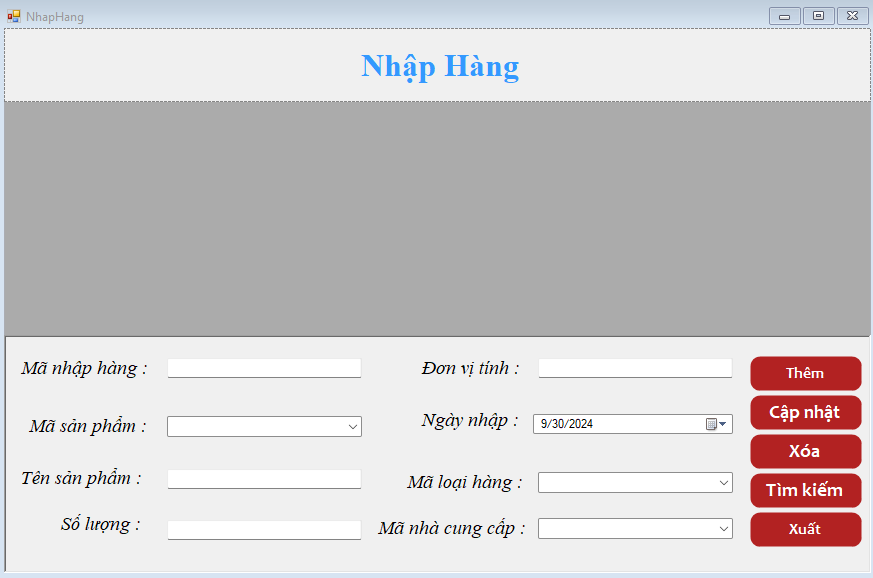 NhapHang
Nhập Hàng
Mã nhập hàng :
Đơn vị tính :
Thêm
Mã sản phẩm :
Ngày nhập :
9/30/2024
Cập nhật
Tên sản phẩm :
Mã loại hàng :
Xóa
Tìm kiếm
Số lượng :
Mã nhà cung cấp :
Xuất